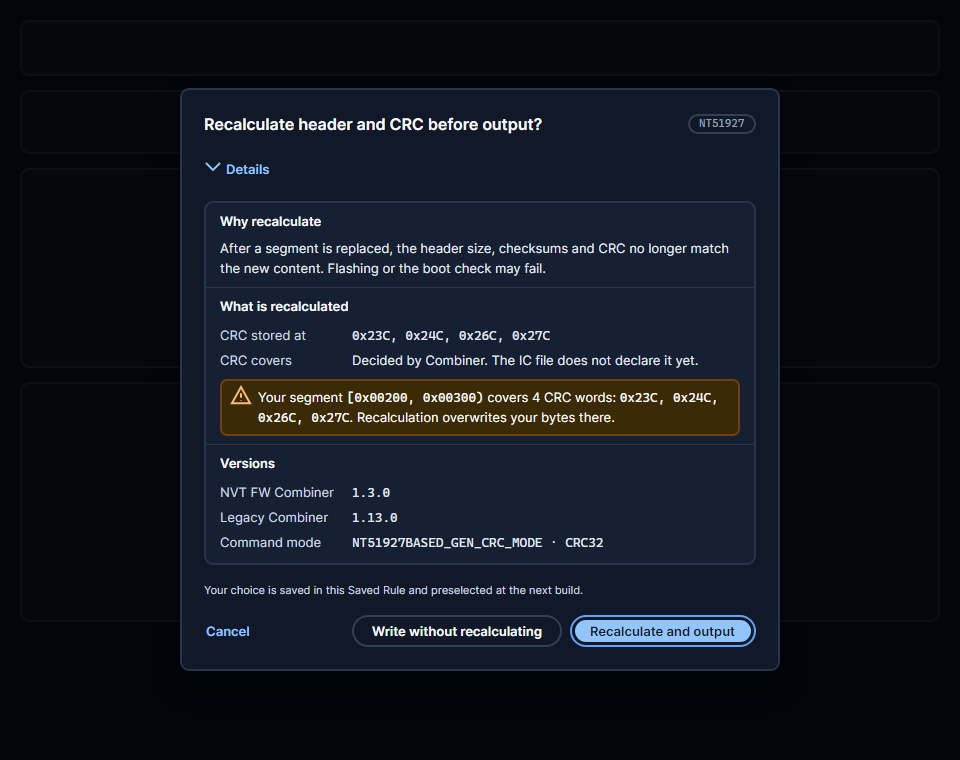 Recalculate header and CRC before output?
NT51927
Details
Why recalculate
After a segment is replaced, the header size, checksums and CRC no longer match
the new content. Flashing or the boot check may fail.
What is recalculated
CRC stored at 0x23C, 0x24C, 0x26C, 0x27C
CRC covers Decided by Combiner. The IC file does not declare it yet.
Your segment [0x00200, 0x00300) covers 4 CRC words: 0x23C, 0x24C,
0x26C, 0x27C. Recalculation overwrites your bytes there.
Versions
NVT FW Combiner 1.3.0
Legacy Combiner 1.13.0
Command mode NT51927BASED_GEN_CRC_MODE · CRC32
Your choice is saved in this Saved Rule and preselected at the next build.
Cancel
Write without recalculating
Recalculate and output